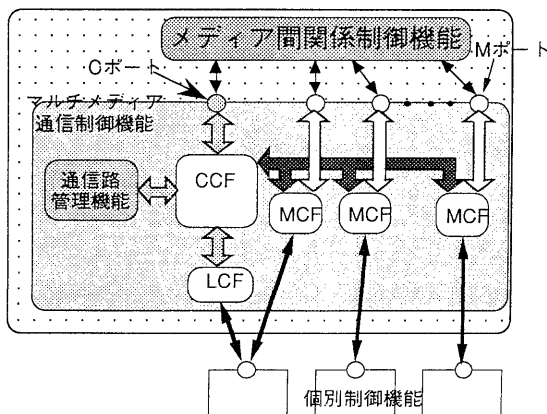 メディア間関係制御機能
Cポート
Mポート
マルチメディア
通信制御機能
通信路
管理機能
CCF
MCF
MCF
MCF
LCF
個別制御機能